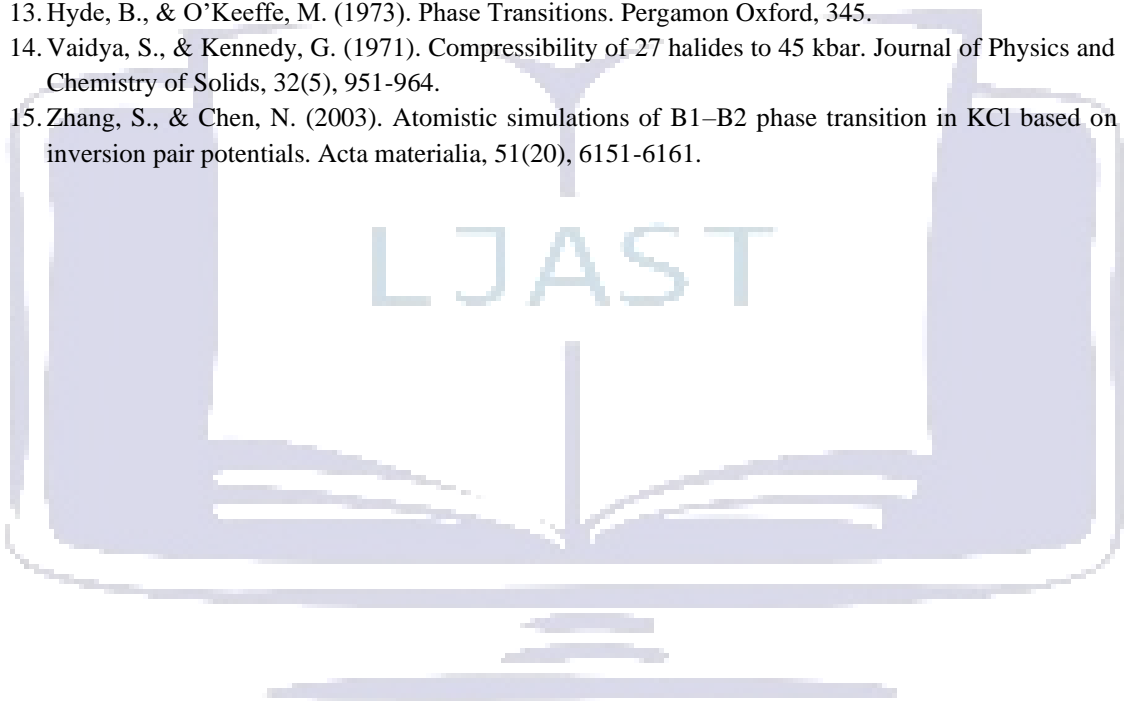 13. Hyde, B., & O’Keeffe, M. (1973). Phase Transitions. Pergamon Oxford, 345.
14. Vaidya, S., & Kennedy, G. (1971). Compressibility of 27 halides to 45 kbar. Journal of Physics and
Chemistry of Solids, 32(5), 951-964.
15. Zhang, S., & Chen, N. (2003). Atomistic simulations of B1–B2 phase transition in KCl based on
inversion pair potentials. Acta materialia, 51(20), 6151-6161.
LJAST